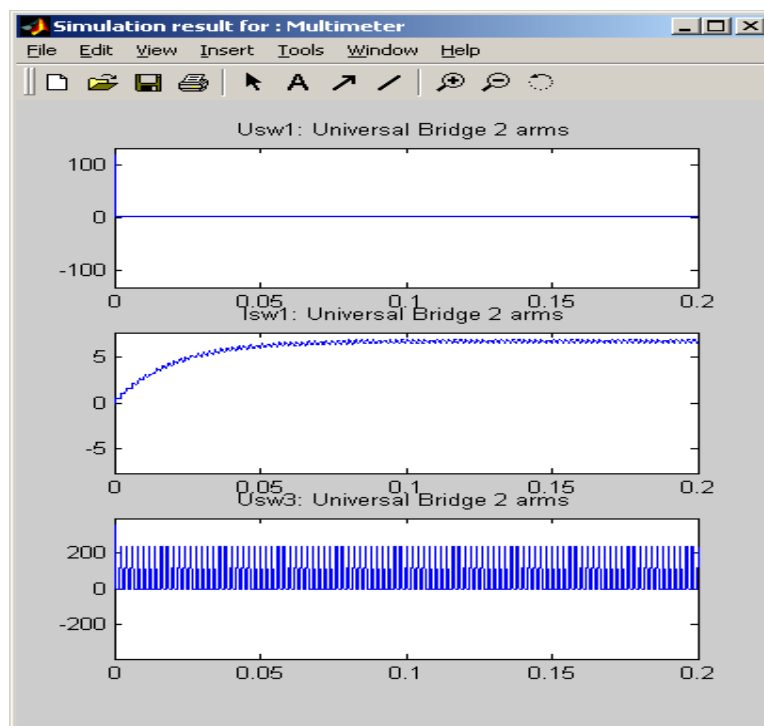 Simulation result for : Multimeter
File Edit View Insert Tools Window Help
A
Usw1: Universal Bridge 2 arms
100
0
-100
0 0.05 0.1 0.15 0.2
Isw1: Universal Bridge 2 arms
5
0
-5
0 0.05 0.1 0.15 0.2
Usw3: Universal Bridge 2 arms
200
0
-200
0 0.05 0.1 0.15 0.2